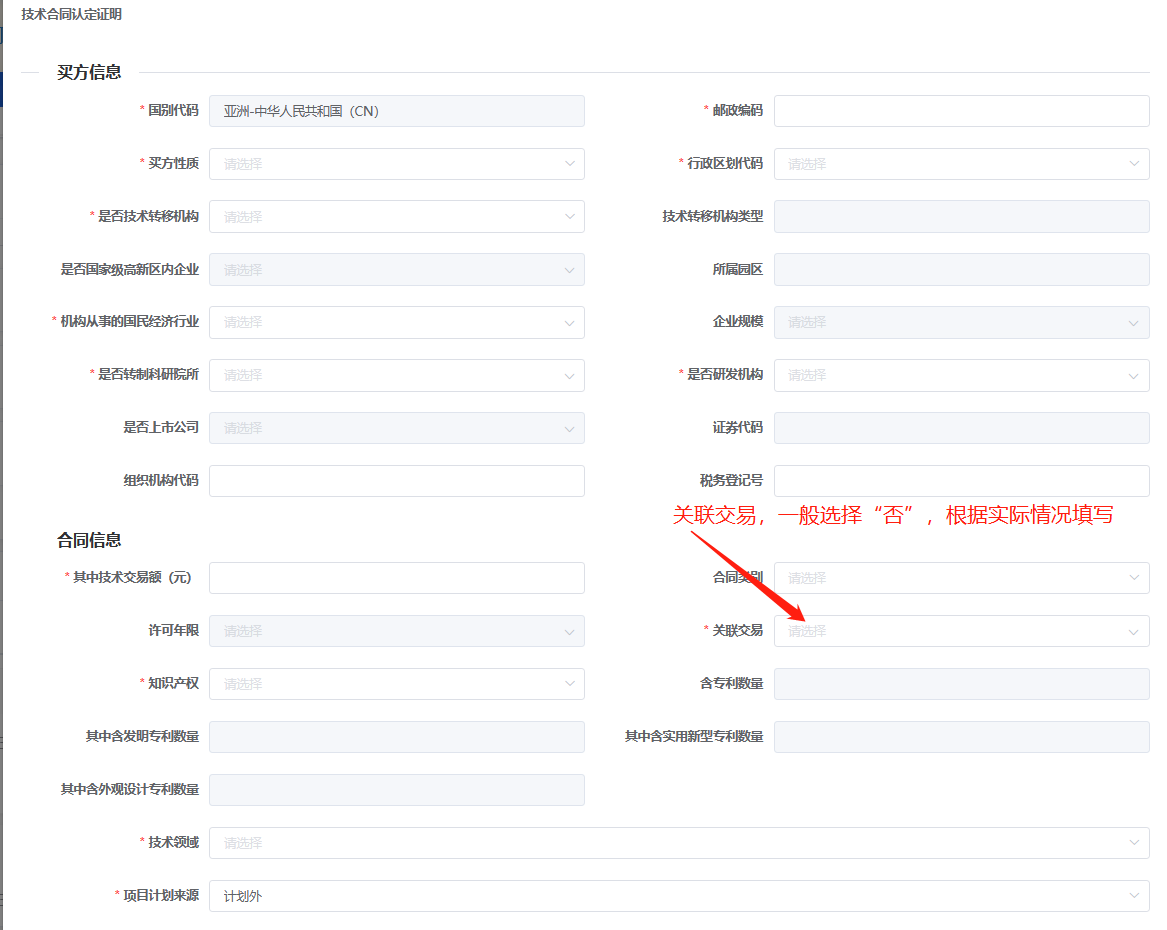 技术合同认定证明
买方信息
* 国别代码 亚洲-中华人民共和国（CN） * 邮政编码
* 买方性质 请选择 * 行政区划代码 请选择
* 是否技术转移机构 请选择 技术转移机构类型
是否国家级高新区内企业 请选择 所属园区
* 机构从事的国民经济行业 请选择 企业规模 请选择
* 是否转制科研院所 请选择 * 是否研发机构 请选择
是否上市公司 请选择 证券代码
组织机构代码 税务登记号
关联交易，一般选择“否”，根据实际情况填写
合同信息
* 其中技术交易额（元） 合同类别 请选择
许可年限 请选择 * 关联交易 请选择
* 知识产权 请选择 含专利数量
其中含发明专利数量 其中含实用新型专利数量
其中含外观设计专利数量
* 技术领域 请选择
* 项目计划来源 计划外